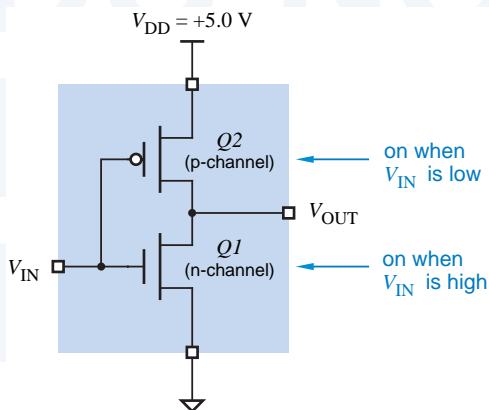 V_DD = +5.0 V
Q2
(p-channel)
on when
V_IN is low
V_OUT
Q1
(n-channel)
V_IN
on when
V_IN is high